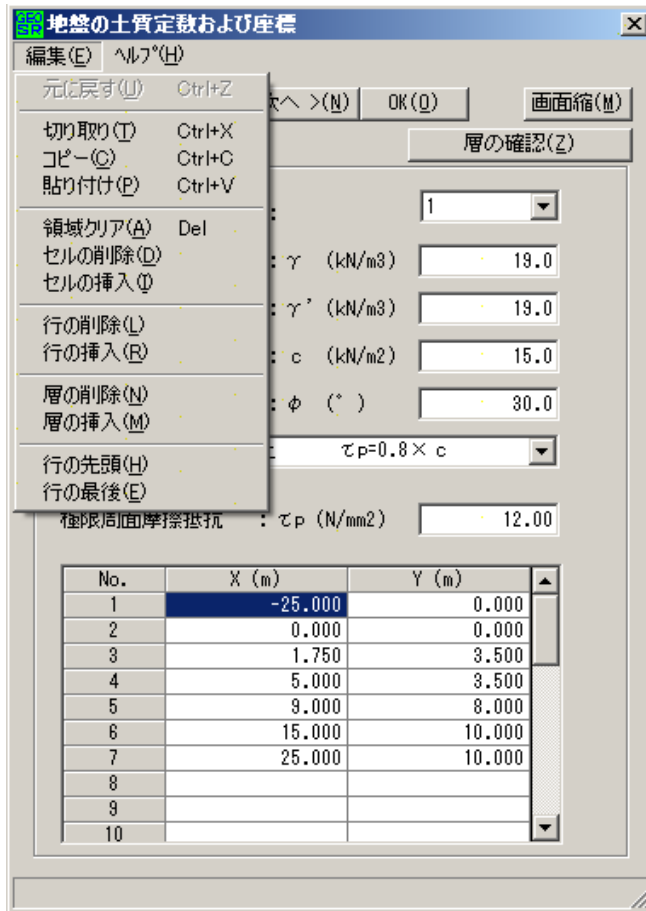 GEO SR 地盤の土質定数および座標
編集(E) ヘルプ(H)
元に戻す(U) Ctrl+Z
切り取り(T) Ctrl+X
コピー(C) Ctrl+C
貼り付け(P) Ctrl+V
領域クリア(A) Del
セルの削除(D)
セルの挿入(I)
行の削除(L)
行の挿入(R)
層の削除(N)
層の挿入(M)
行の先頭(H)
行の最後(E)
次へ >(N) OK(O) 画面縮(M)
層の確認(Z)
: 1
: γ (kN/m3) 19.0
: γ' (kN/m3) 19.0
: c (kN/m2) 15.0
: φ (°) 30.0
τp=0.8× c
極限周面摩擦抵抗 : τp (N/mm2) 12.00
No. X (m) Y (m)
1 -25.000 0.000
2 0.000 0.000
3 1.750 3.500
4 5.000 3.500
5 9.000 8.000
6 15.000 10.000
7 25.000 10.000
8
9
10